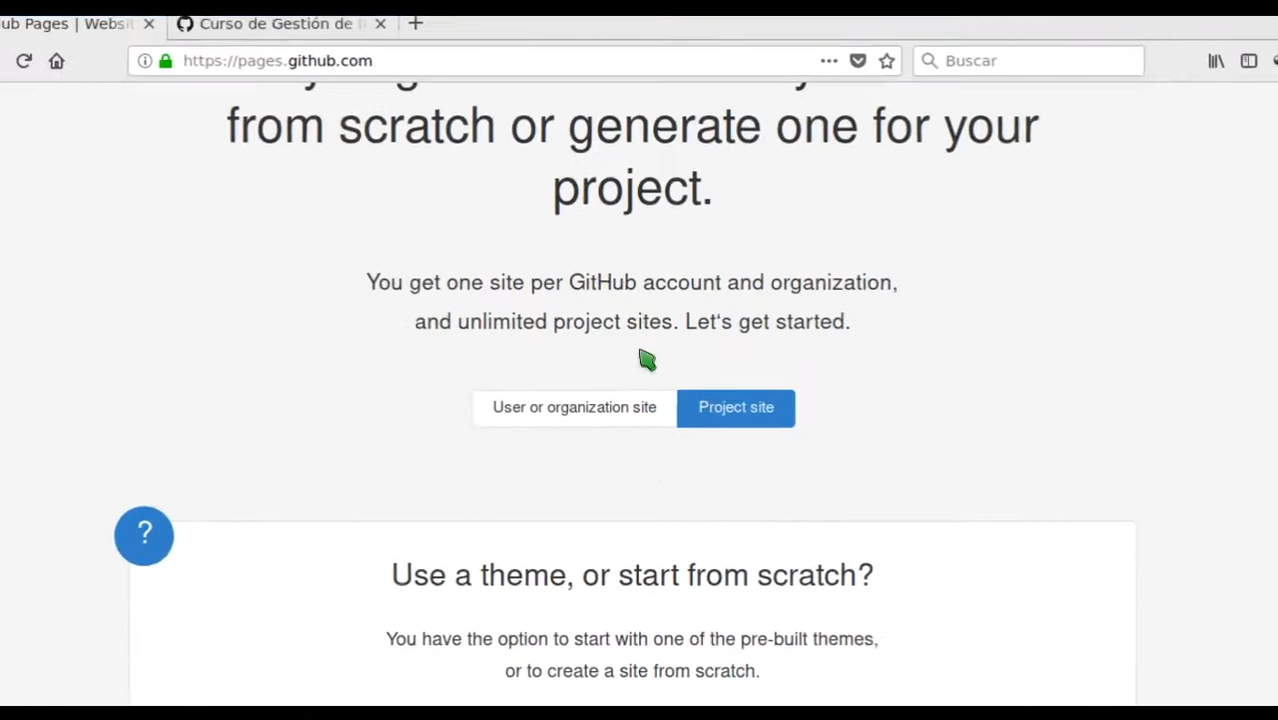 ub Pages | Websi
Curso de Gestión de
https://pages.github.com
Buscar
from scratch or generate one for your
project.
You get one site per GitHub account and organization,
and unlimited project sites. Let's get started.
User or organization site
Project site
?
Use a theme, or start from scratch?
You have the option to start with one of the pre-built themes,
or to create a site from scratch.